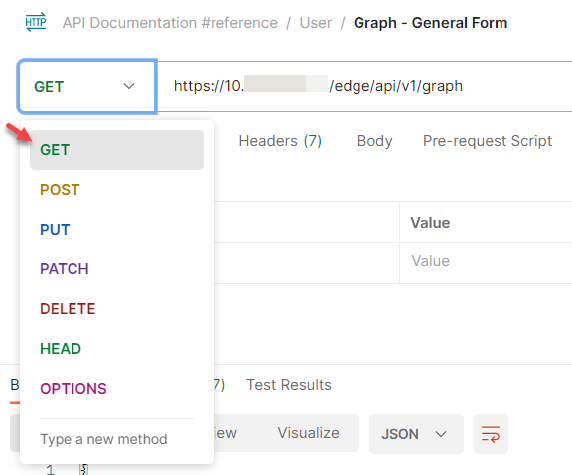 HTTP API Documentation #reference / User / Graph - General Form
GET https://10. /edge/api/v1/graph
GET Headers (7) Body Pre-request Script
POST
PUT Value
Value
PATCH
DELETE
HEAD
7) Test Results
OPTIONS
Visualize JSON
Type a new method
1 {